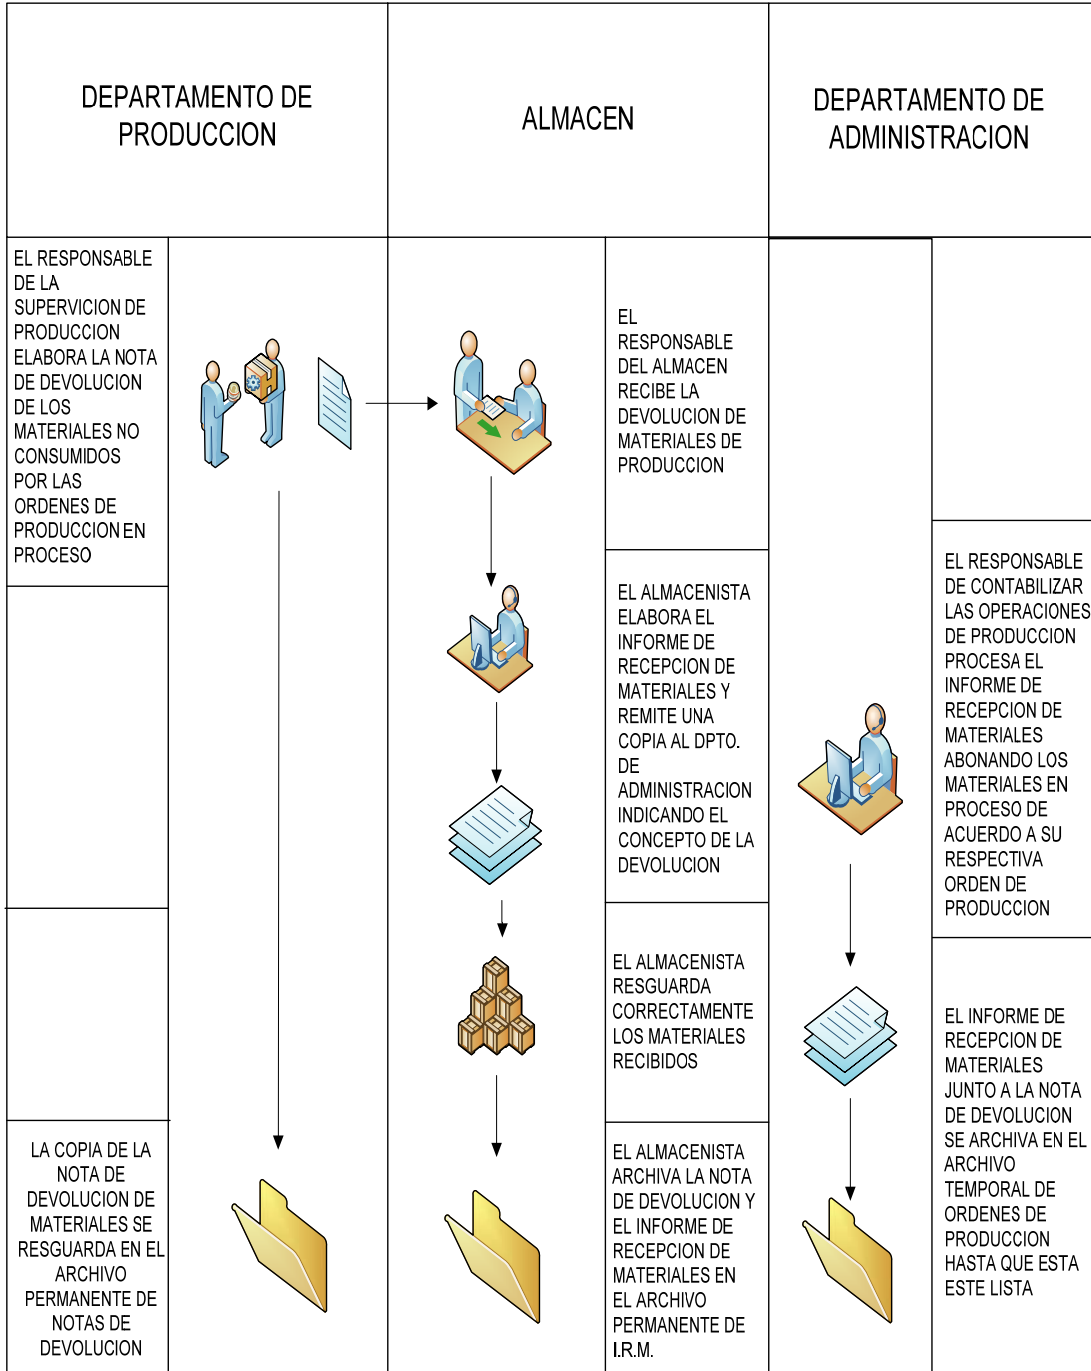 DEPARTAMENTO DE
PRODUCCION
ALMACEN
DEPARTAMENTO DE
ADMINISTRACION
EL RESPONSABLE
DE LA
SUPERVICION DE
PRODUCCION
ELABORA LA NOTA
DE DEVOLUCION
DE LOS
MATERIALES NO
CONSUMIDOS
POR LAS
ORDENES DE
PRODUCCION EN
PROCESO
LA COPIA DE LA
NOTA DE
DEVOLUCION DE
MATERIALES SE
RESGUARDA EN EL
ARCHIVO
PERMANENTE DE
NOTAS DE
DEVOLUCION
EL
RESPONSABLE
DEL ALMACEN
RECIBE LA
DEVOLUCION DE
MATERIALES DE
PRODUCCION
EL ALMACENISTA
ELABORA EL
INFORME DE
RECEPCION DE
MATERIALES Y
REMITE UNA
COPIA AL DPTO.
DE
ADMINISTRACION
INDICANDO EL
CONCEPTO DE LA
DEVOLUCION
EL ALMACENISTA
RESGUARDA
CORRECTAMENTE
LOS MATERIALES
RECIBIDOS
EL ALMACENISTA
ARCHIVA LA NOTA
DE DEVOLUCION Y
EL INFORME DE
RECEPCION DE
MATERIALES EN
EL ARCHIVO
PERMANENTE DE
I.R.M.
EL RESPONSABLE
DE CONTABILIZAR
LAS OPERACIONES
DE PRODUCCION
PROCESA EL
INFORME DE
RECEPCION DE
MATERIALES
ABONANDO LOS
MATERIALES EN
PROCESO DE
ACUERDO A SU
RESPECTIVA
ORDEN DE
PRODUCCION
EL INFORME DE
RECEPCION DE
MATERIALES
JUNTO A LA NOTA
DE DEVOLUCION
SE ARCHIVA EN EL
ARCHIVO
TEMPORAL DE
ORDENES DE
PRODUCCION
HASTA QUE ESTA
ESTE LISTA